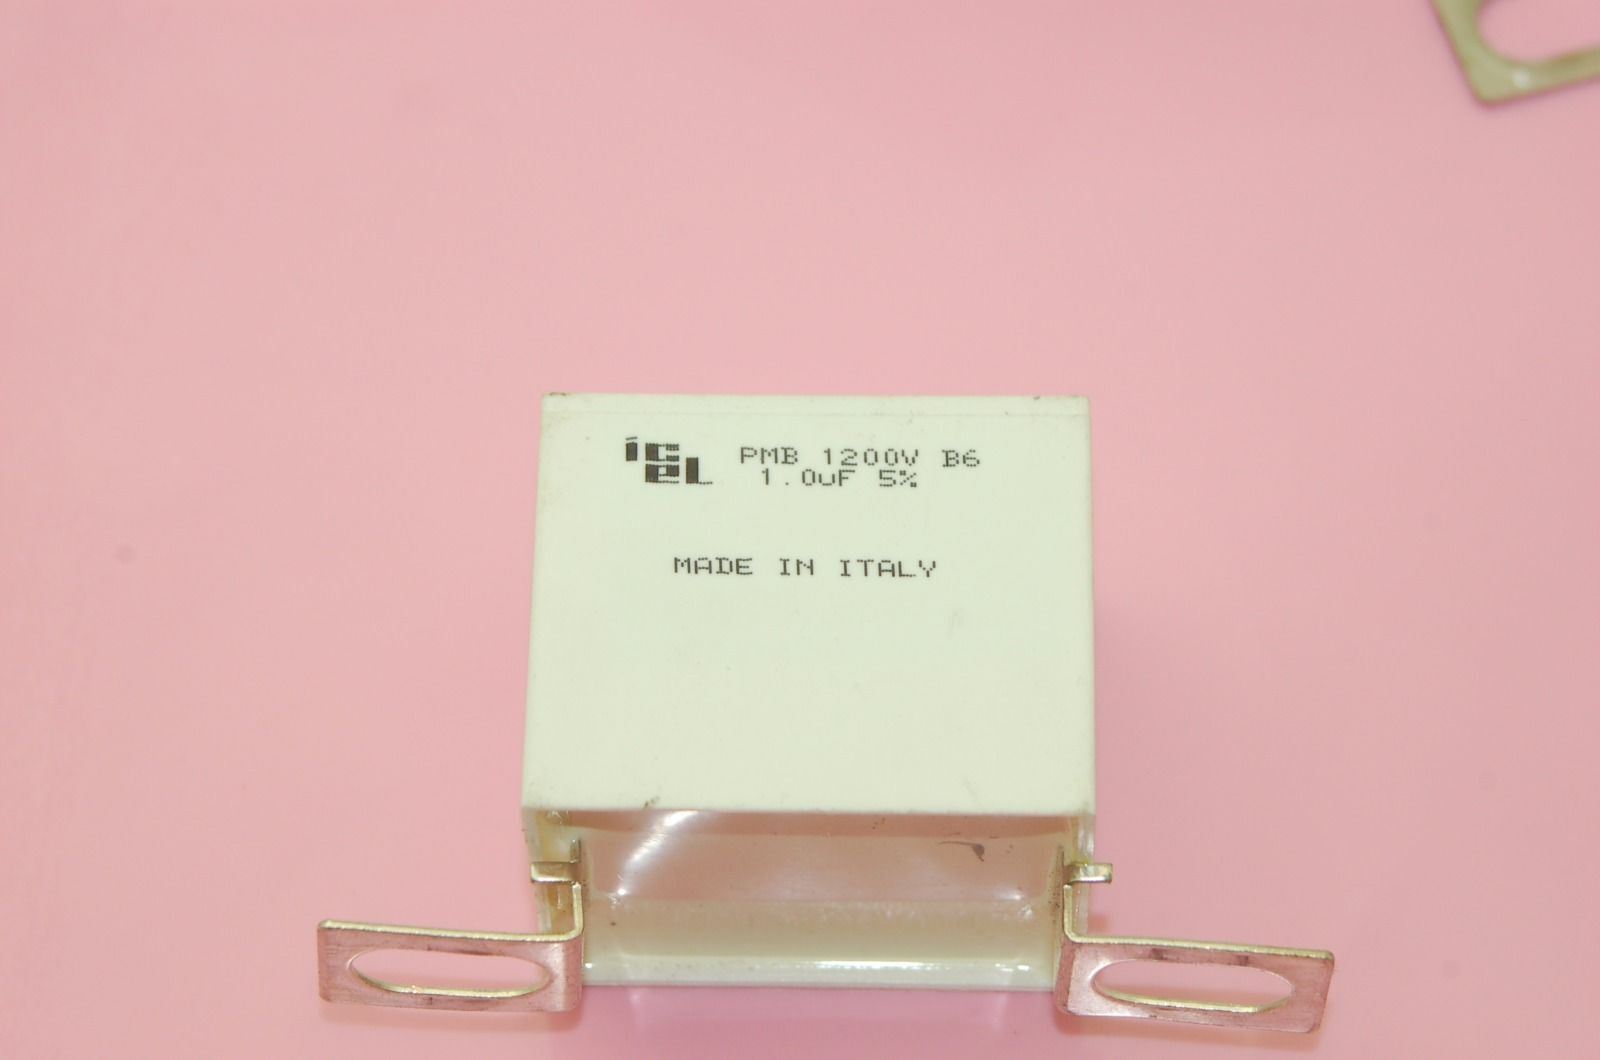 icel PMB 1200V B6
1.0uF 5%
MADE IN ITALY